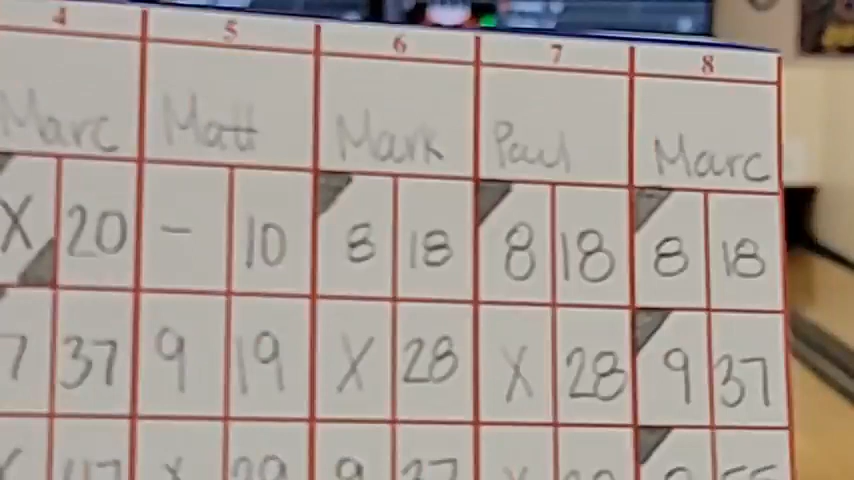 4 5 6 7 8
Marc Matt Mark Paul Marc
X 20 - 10 8 18 8 18 8 18
7 37 9 19 X 28 X 28 9 37